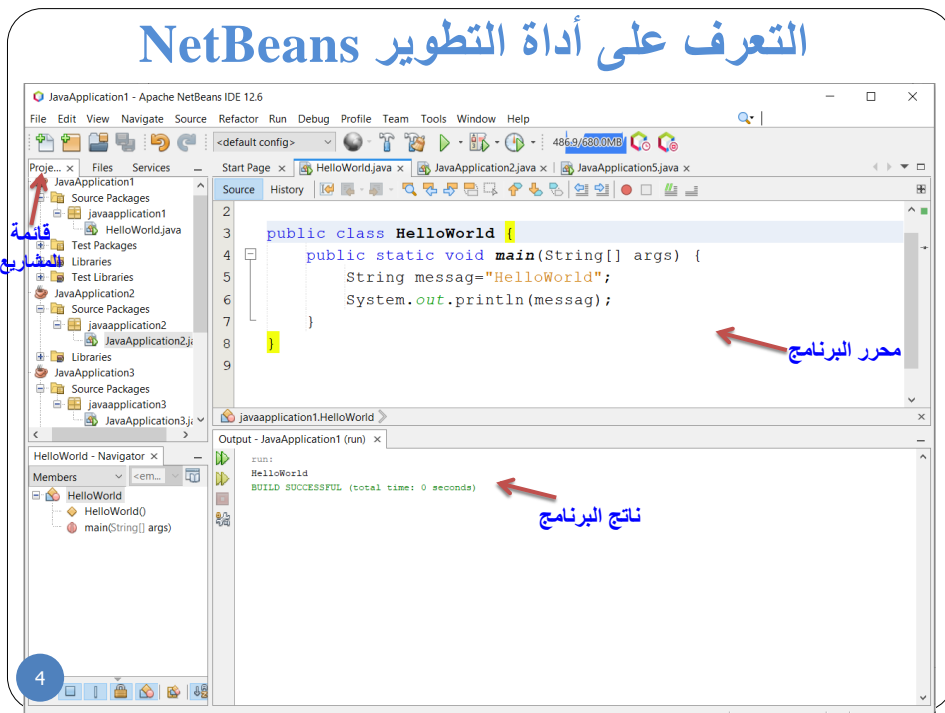 التعرف على أداة التطوير NetBeans
JavaApplication1 - Apache NetBeans IDE 12.6
File Edit View Navigate Source Refactor Run Debug Profile Team Tools Window Help
<default config>
486.9/680.0MB
Proje... Files Services
Start Page HelloWorld.java JavaApplication2.java JavaApplication5.java
Source History
JavaApplication1
Source Packages
javaapplication1
HelloWorld.java
Test Packages
Libraries
Test Libraries
JavaApplication2
Source Packages
javaapplication2
JavaApplication2.ja
Libraries
JavaApplication3
Source Packages
javaapplication3
JavaApplication3.ja
قائمة
المشاريع
2
3 public class HelloWorld {
4 public static void main(String[] args) {
5 String messag="HelloWorld";
6 System.out.println(messag);
7 }
8 }
9
محرر البرنامج
javaapplication1.HelloWorld
HelloWorld - Navigator
Members <em...
HelloWorld
HelloWorld()
main(String[] args)
Output - JavaApplication1 (run)
run:
HelloWorld
BUILD SUCCESSFUL (total time: 0 seconds)
ناتج البرنامج
4